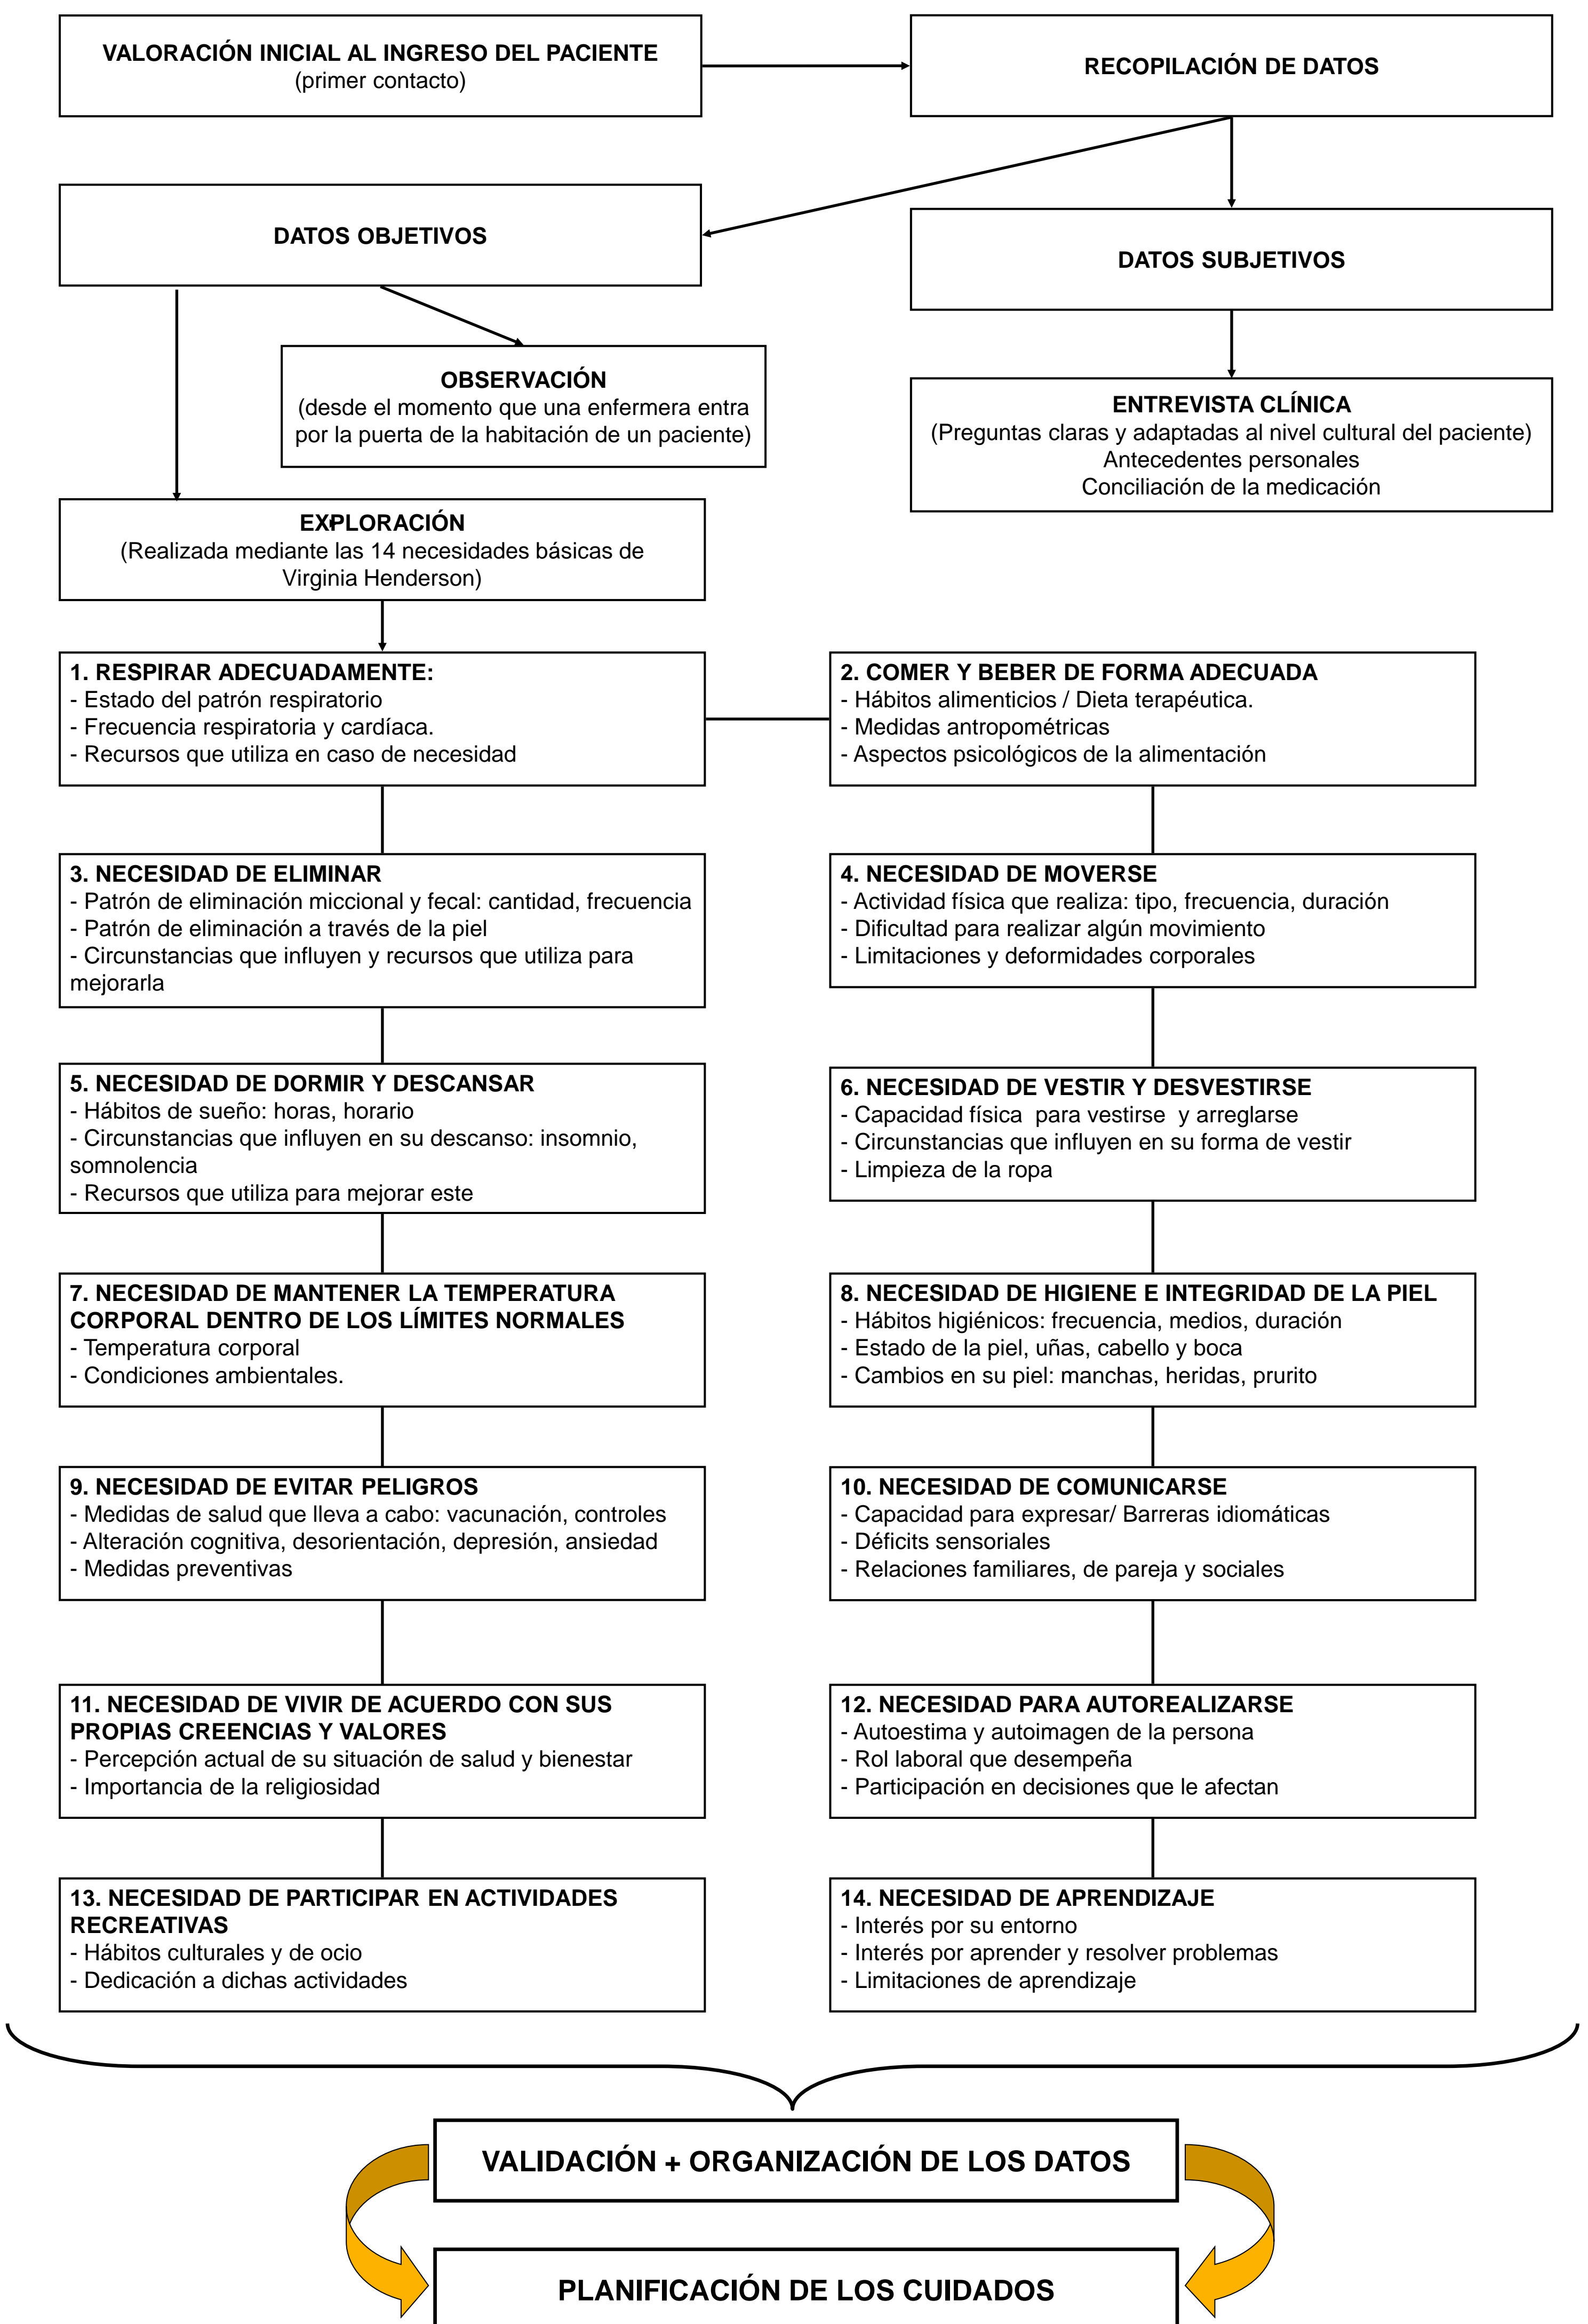 VALORACIÓN INICIAL AL INGRESO DEL PACIENTE
(primer contacto)
RECOPILACIÓN DE DATOS
DATOS OBJETIVOS
DATOS SUBJETIVOS
OBSERVACIÓN
(desde el momento que una enfermera entra
por la puerta de la habitación de un paciente)
ENTREVISTA CLÍNICA
(Preguntas claras y adaptadas al nivel cultural del paciente)
Antecedentes personales
Conciliación de la medicación
EXPLORACIÓN
(Realizada mediante las 14 necesidades básicas de
Virginia Henderson)
1. RESPIRAR ADECUADAMENTE:
- Estado del patrón respiratorio
- Frecuencia respiratoria y cardíaca.
- Recursos que utiliza en caso de necesidad
2. COMER Y BEBER DE FORMA ADECUADA
- Hábitos alimenticios / Dieta terapéutica.
- Medidas antropométricas
- Aspectos psicológicos de la alimentación
3. NECESIDAD DE ELIMINAR
- Patrón de eliminación miccional y fecal: cantidad, frecuencia
- Patrón de eliminación a través de la piel
- Circunstancias que influyen y recursos que utiliza para
mejorarla
4. NECESIDAD DE MOVERSE
- Actividad física que realiza: tipo, frecuencia, duración
- Dificultad para realizar algún movimiento
- Limitaciones y deformidades corporales
5. NECESIDAD DE DORMIR Y DESCANSAR
- Hábitos de sueño: horas, horario
- Circunstancias que influyen en su descanso: insomnio,
somnolencia
- Recursos que utiliza para mejorar este
6. NECESIDAD DE VESTIR Y DESVESTIRSE
- Capacidad física  para vestirse  y arreglarse
- Circunstancias que influyen en su forma de vestir
- Limpieza de la ropa
7. NECESIDAD DE MANTENER LA TEMPERATURA
CORPORAL DENTRO DE LOS LÍMITES NORMALES
- Temperatura corporal
- Condiciones ambientales.
8. NECESIDAD DE HIGIENE E INTEGRIDAD DE LA PIEL
- Hábitos higiénicos: frecuencia, medios, duración
- Estado de la piel, uñas, cabello y boca
- Cambios en su piel: manchas, heridas, prurito
9. NECESIDAD DE EVITAR PELIGROS
- Medidas de salud que lleva a cabo: vacunación, controles
- Alteración cognitiva, desorientación, depresión, ansiedad
- Medidas preventivas
10. NECESIDAD DE COMUNICARSE
- Capacidad para expresar/ Barreras idiomáticas
- Déficits sensoriales
- Relaciones familiares, de pareja y sociales
11. NECESIDAD DE VIVIR DE ACUERDO CON SUS
PROPIAS CREENCIAS Y VALORES
- Percepción actual de su situación de salud y bienestar
- Importancia de la religiosidad
12. NECESIDAD PARA AUTOREALIZARSE
- Autoestima y autoimagen de la persona
- Rol laboral que desempeña
- Participación en decisiones que le afectan
13. NECESIDAD DE PARTICIPAR EN ACTIVIDADES
RECREATIVAS
- Hábitos culturales y de ocio
- Dedicación a dichas actividades
14. NECESIDAD DE APRENDIZAJE
- Interés por su entorno
- Interés por aprender y resolver problemas
- Limitaciones de aprendizaje
VALIDACIÓN + ORGANIZACIÓN DE LOS DATOS
PLANIFICACIÓN DE LOS CUIDADOS